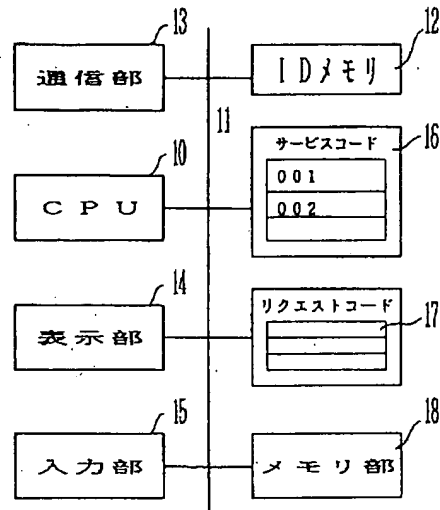 13
通信部
12
IDメモリ
11
10
CPU
サービスコード
16
001
002
14
表示部
リクエストコード
17
15
入力部
18
メモリ部